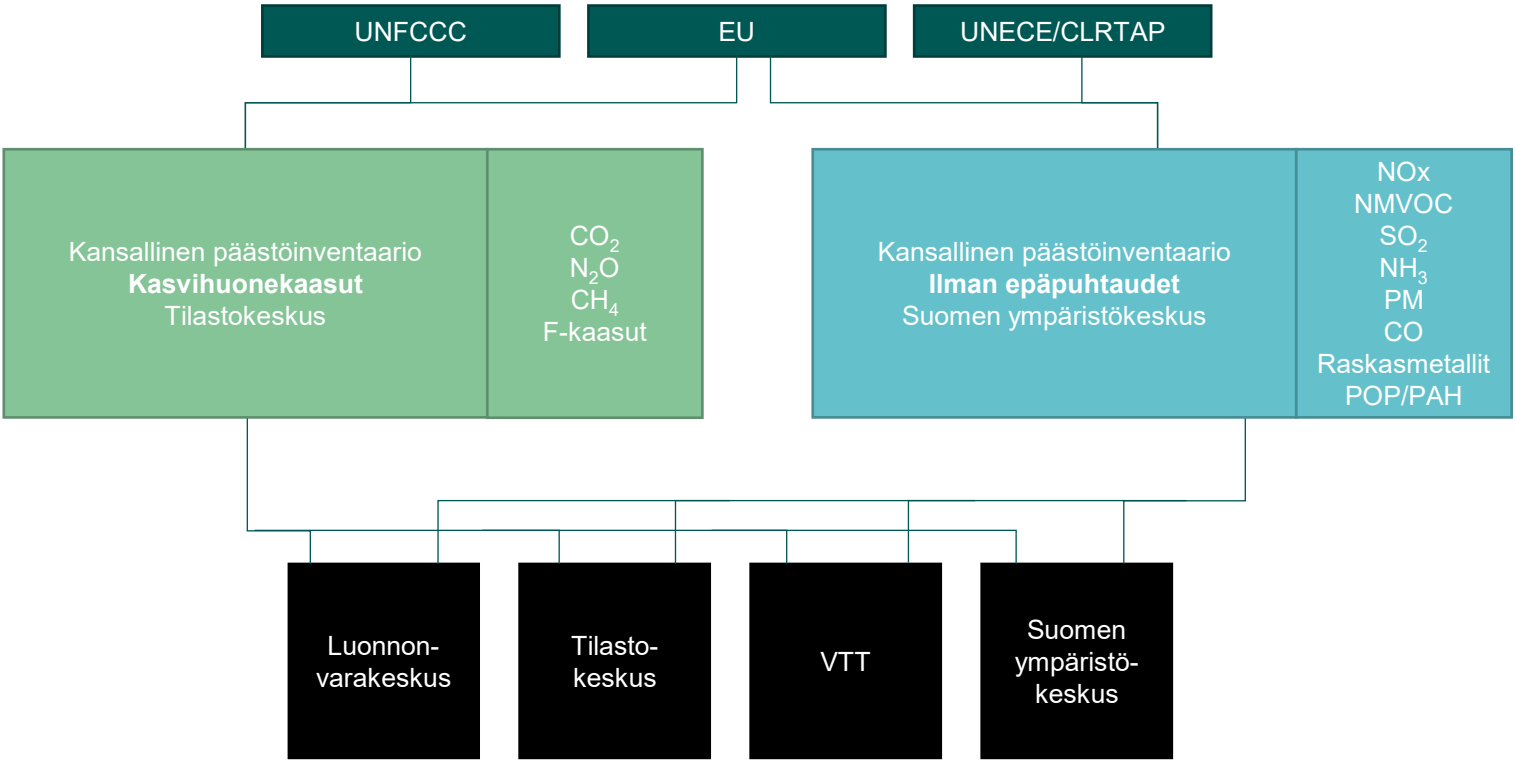 UNFCCC
EU
UNECE/CLRTAP
Kansallinen päästöinventaario
Kasvihuonekaasut
Tilastokeskus
CO₂
N₂O
CH₄
F-kaasut
Kansallinen päästöinventaario
Ilman epäpuhtaudet
Suomen ympäristökeskus
NOx
NMVOC
SO₂
NH₃
PM
CO
Raskasmetallit
POP/PAH
Luonnon-
varakeskus
Tilasto-
keskus
VTT
Suomen
ympäristö-
keskus